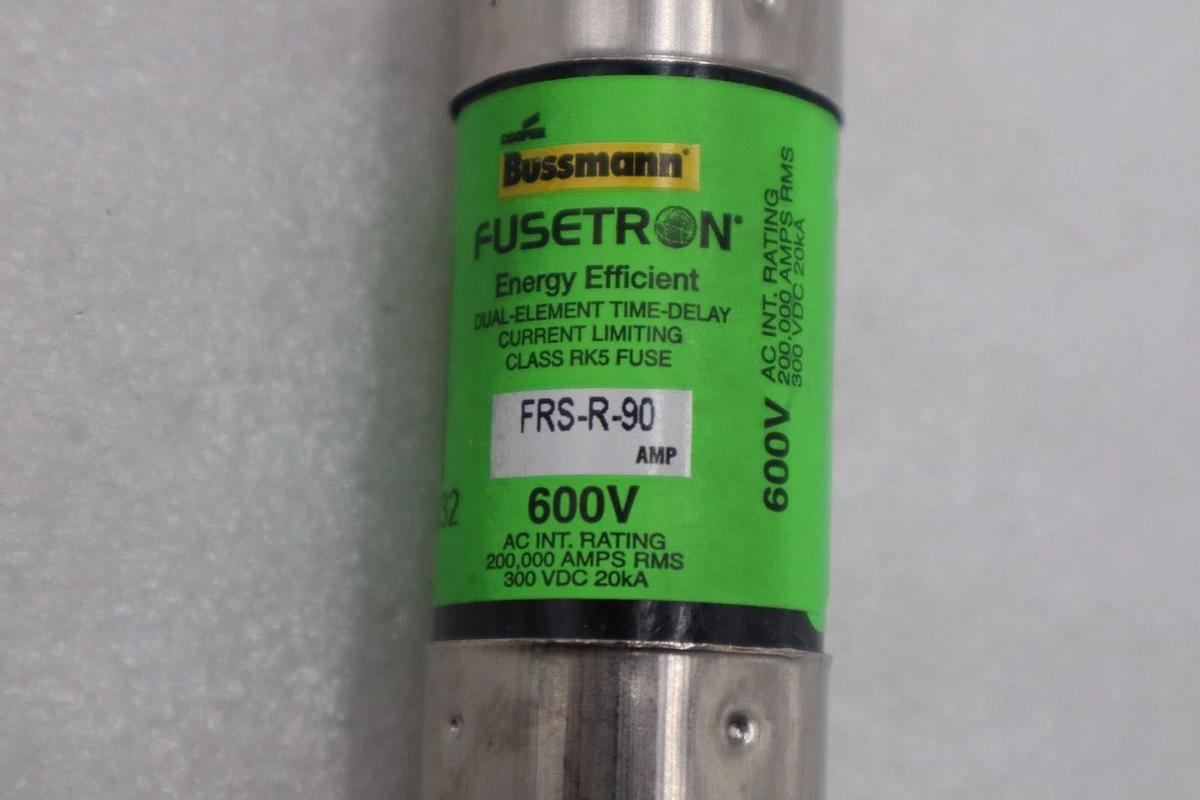 COOPER
Bussmann®
FUSETRON®
Energy Efficient
DUAL-ELEMENT TIME-DELAY
CURRENT LIMITING
CLASS RK5 FUSE
FRS-R-90
AMP
600V
AC INT. RATING
200,000 AMPS RMS
300 VDC 20kA
600V AC INT. RATING
200,000 AMPS RMS
300 VDC 20kA
32